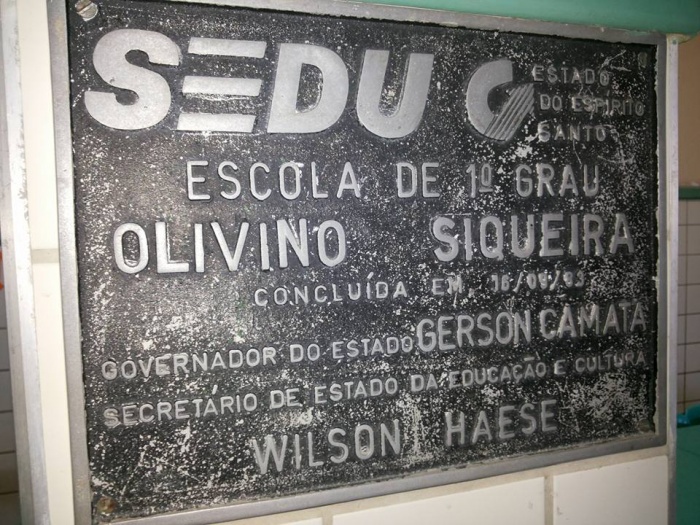 SEDU
ESTADO
DO ESPÍRITO
SANTO
ESCOLA DE 1º GRAU
OLIVINO SIQUEIRA
CONCLUÍDA EM
GOVERNADOR DO ESTADO GERSON CAMATA
SECRETÁRIO DE ESTADO DA EDUCAÇÃO E CULTURA
WILSON HAESE